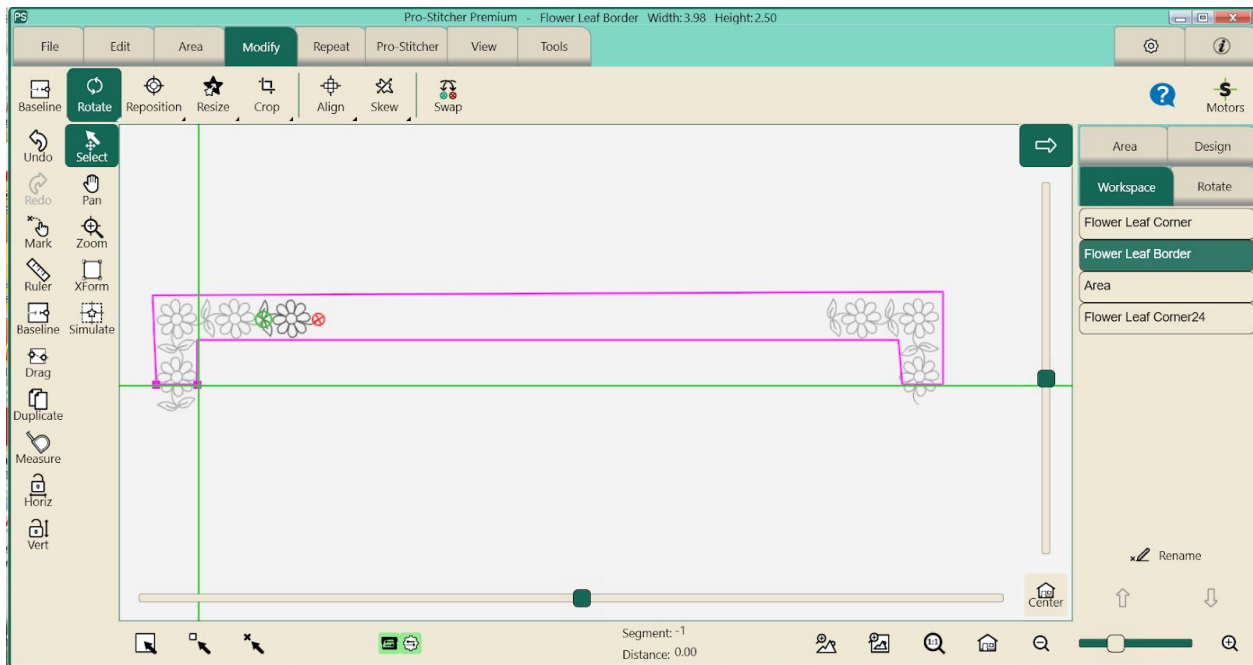 PS
Pro-Stitcher Premium - Flower Leaf Border Width: 3.98 Height: 2.50
File Edit Area Modify Repeat Pro-Stitcher View Tools
Baseline Rotate Reposition Resize Crop Align Skew Swap
S
Motors
Undo Select
Redo Pan
Mark Zoom
Ruler XForm
Baseline Simulate
Drag
Duplicate
Measure
Horiz
Vert
Area Design
Workspace Rotate
Flower Leaf Corner
Flower Leaf Border
Area
Flower Leaf Corner24
Rename
Center
Segment: -1
Distance: 0.00
1:1